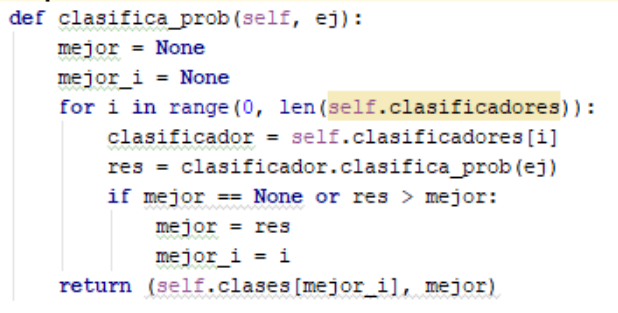 def clasifica_prob(self, ej):
    mejor = None
    mejor_i = None
    for i in range(0, len(self.clasificadores)):
        clasificador = self.clasificadores[i]
        res = clasificador.clasifica_prob(ej)
        if mejor == None or res > mejor:
            mejor = res
            mejor_i = i
    return (self.clases[mejor_i], mejor)